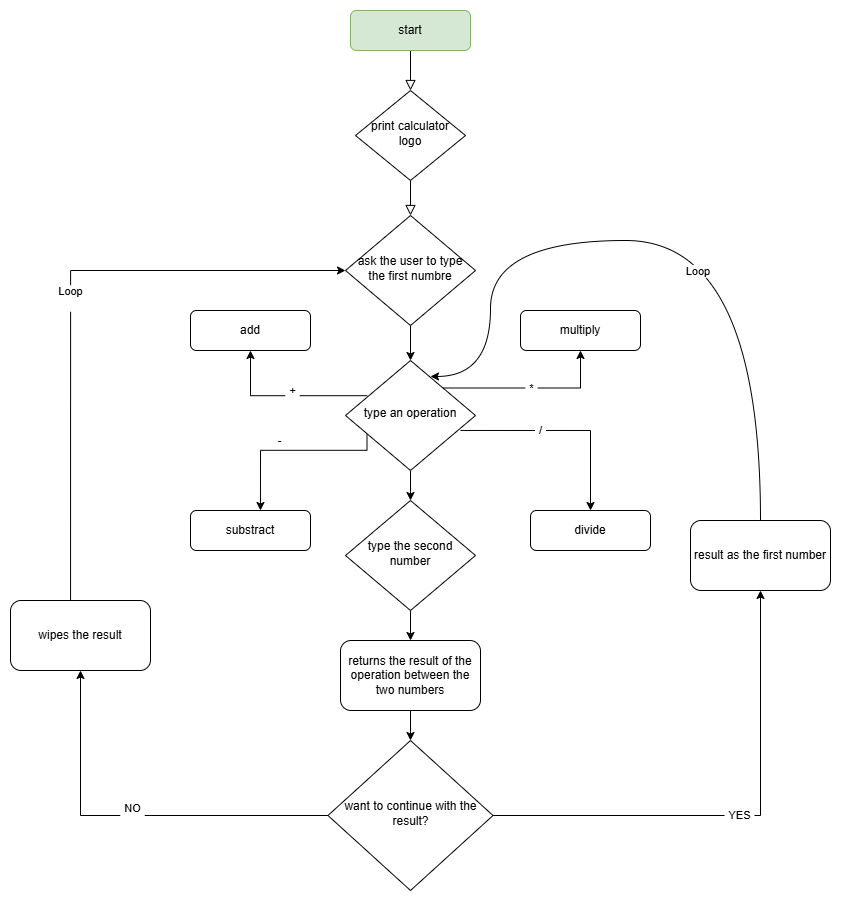 start
print calculator
logo
ask the user to type
the first numbre
Loop
Loop
add
multiply
+
*
type an operation
-
/
substract
divide
type the second
number
result as the first number
wipes the result
returns the result of the
operation between the
two numbers
want to continue with the
result?
NO
YES